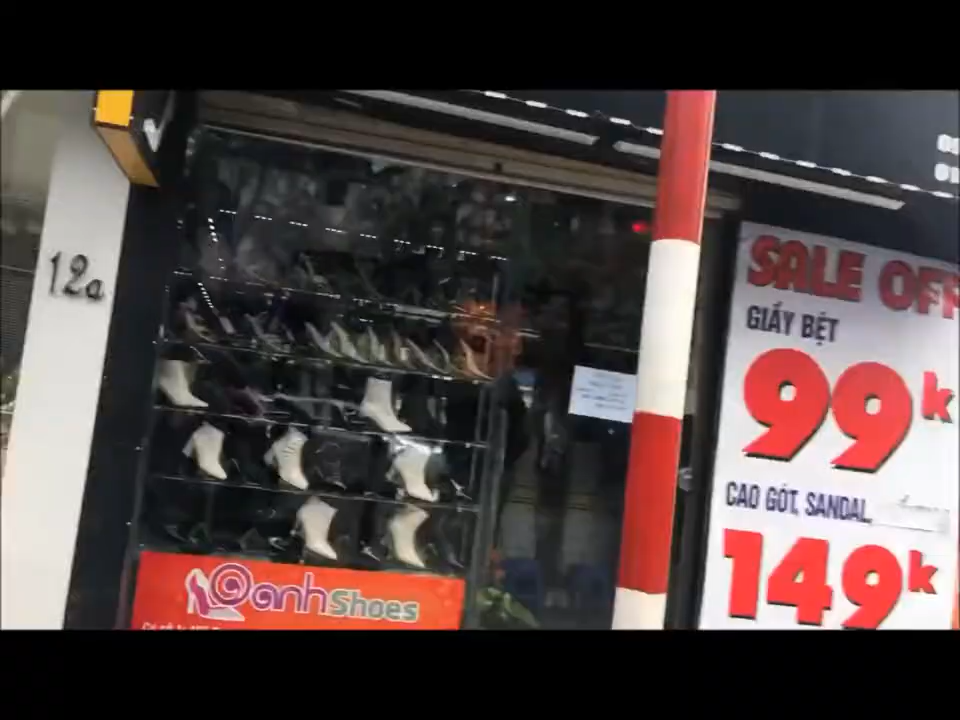 12a
SALE OFF
GIẦY BỆT
99k
CAO GÓT, SANDAL
149k
Oanh Shoes